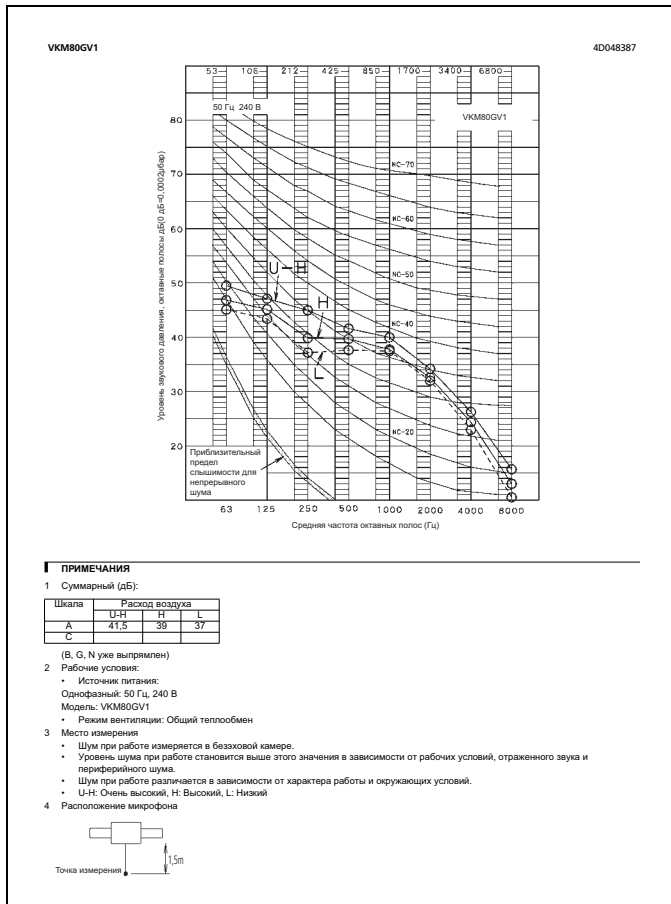 VKM80GV1
4D048387
53 106 212 425 850 1700 3400 6800
50 Гц 240 В
VKM80GV1
80
70
60
50
40
30
20
NC-70
NC-60
NC-50
NC-40
NC-20
U-H
H
L
Уровень звукового давления, октавные полосы дБ(0 дБ=0,0002μбар)
Приблизительный
предел
слышимости для
непрерывного
шума
63 125 250 500 1000 2000 4000 8000
Средняя частота октавных полос (Гц)
ПРИМЕЧАНИЯ
1 Суммарный (дБ):
Шкала Расход воздуха
U-H H L
A 41,5 39 37
C
(B, G, N уже выпрямлен)
2 Рабочие условия:
• Источник питания:
Однофазный: 50 Гц, 240 В
Модель: VKM80GV1
• Режим вентиляции: Общий теплообмен
3 Место измерения
• Шум при работе измеряется в безэховой камере.
• Уровень шума при работе становится выше этого значения в зависимости от рабочих условий, отраженного звука и
периферийного шума.
• Шум при работе различается в зависимости от характера работы и окружающих условий.
• U-H: Очень высокий, H: Высокий, L: Низкий
4 Расположение микрофона
1,5m
Точка измерения